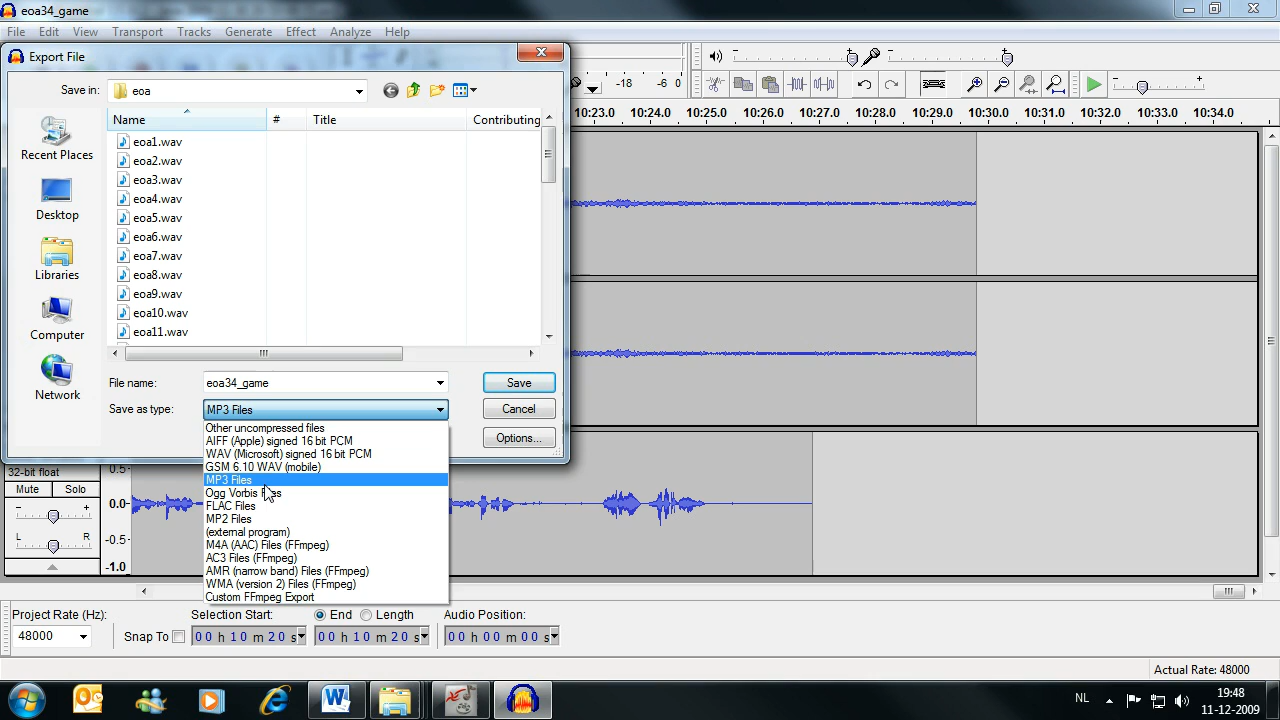 eoa34_game
File Edit View Transport Tracks Generate Effect Analyze Help
Export File
Save in: eoa
-18 -6 0
Name # Title Contributing
10:23.0 10:24.0 10:25.0 10:26.0 10:27.0 10:28.0 10:29.0 10:30.0 10:31.0 10:32.0 10:33.0 10:34.0
Recent Places
Desktop
Libraries
Computer
Network
eoa1.wav
eoa2.wav
eoa3.wav
eoa4.wav
eoa5.wav
eoa6.wav
eoa7.wav
eoa8.wav
eoa9.wav
eoa10.wav
eoa11.wav
File name: eoa34_game Save
Save as type: MP3 Files Cancel
Options...
Other uncompressed files
AIFF (Apple) signed 16 bit PCM
WAV (Microsoft) signed 16 bit PCM
GSM 6.10 WAV (mobile)
MP3 Files
Ogg Vorbis Files
FLAC Files
MP2 Files
(external program)
M4A (AAC) Files (FFmpeg)
AC3 Files (FFmpeg)
AMR (narrow band) Files (FFmpeg)
WMA (version 2) Files (FFmpeg)
Custom FFmpeg Export
32-bit float
Mute Solo
- +
L R
0.5-
0.0-
-0.5-
-1.0
Project Rate (Hz): Selection Start: End Length Audio Position:
48000 Snap To 00 h 10 m 20 s 00 h 10 m 20 s 00 h 00 m 00 s
Actual Rate: 48000
NL 19:48
11-12-2009